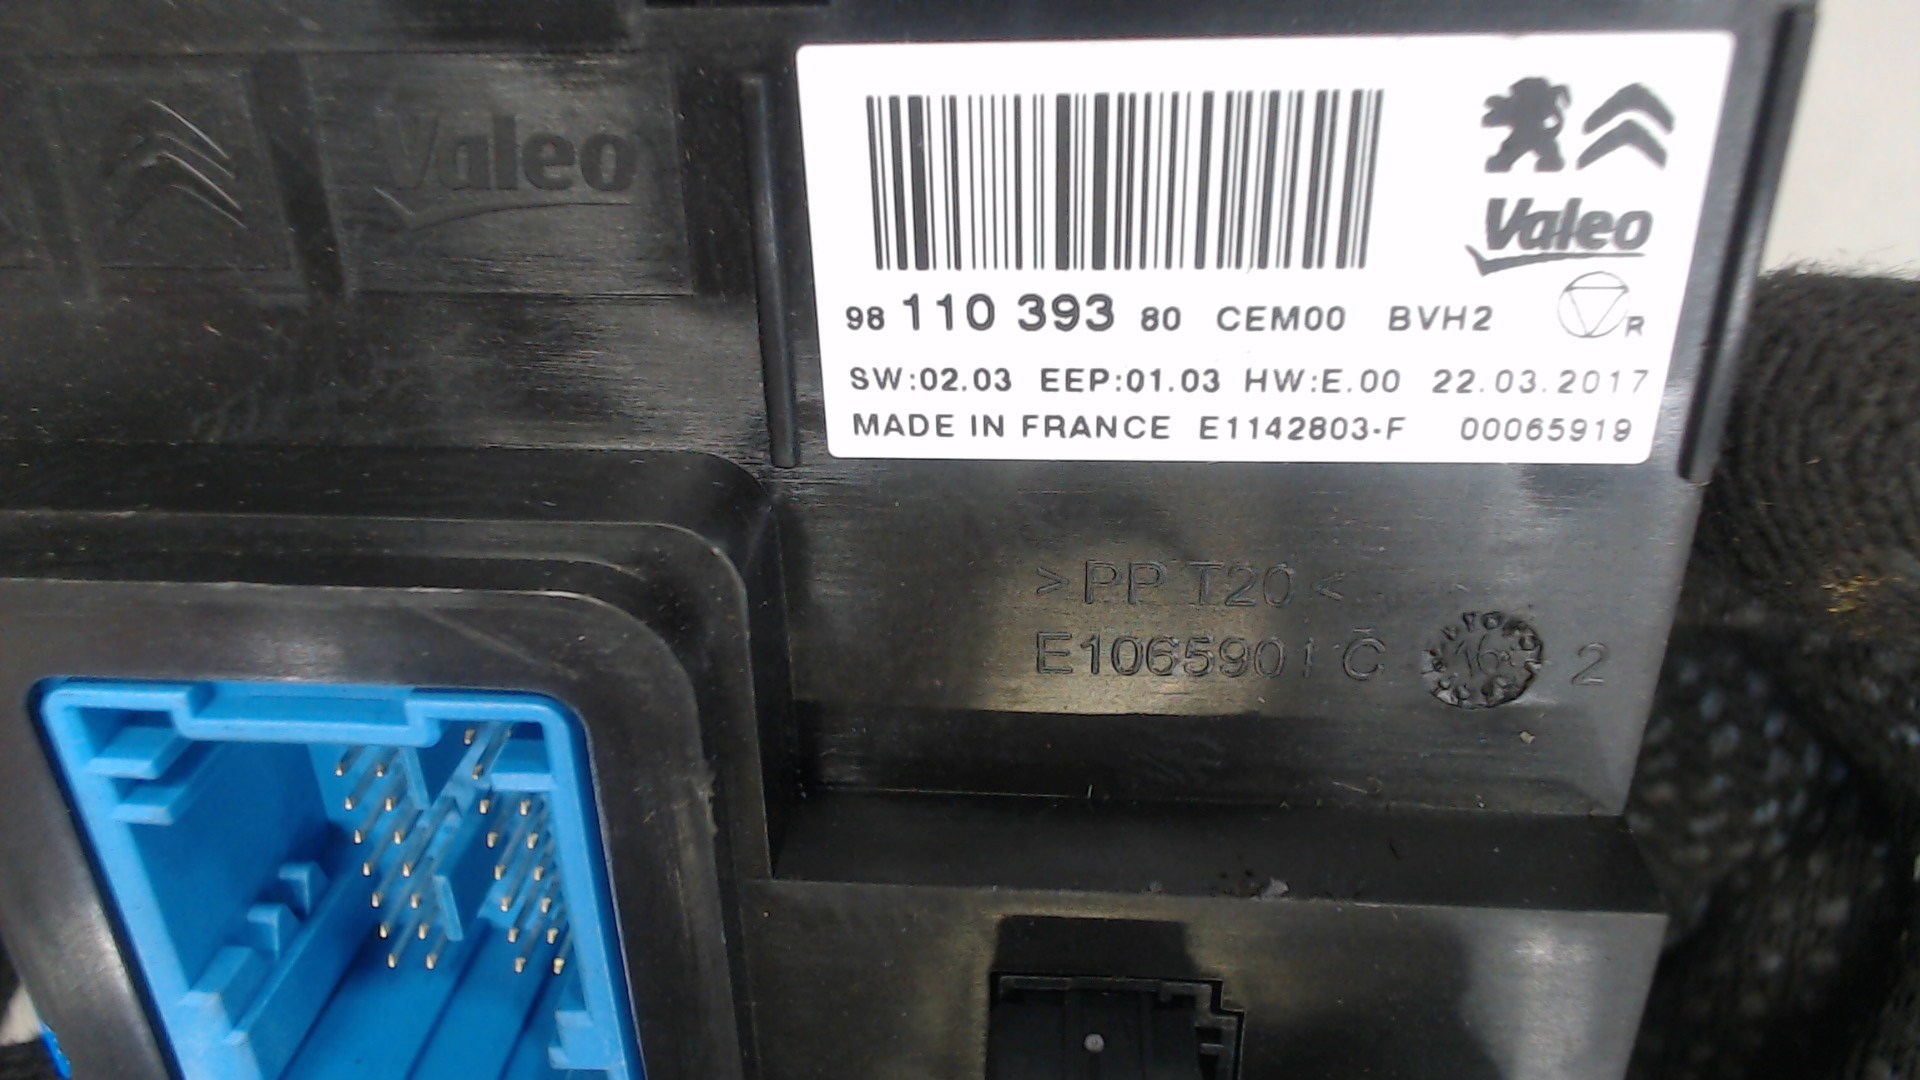 Valeo
Valeo
98 110 393 80 CEM00 BVH2
R
SW:02.03 EEP:01.03 HW:E.00 22.03.2017
MADE IN FRANCE E1142803-F 00065919
>PP T20<
E1065901 C 16 2